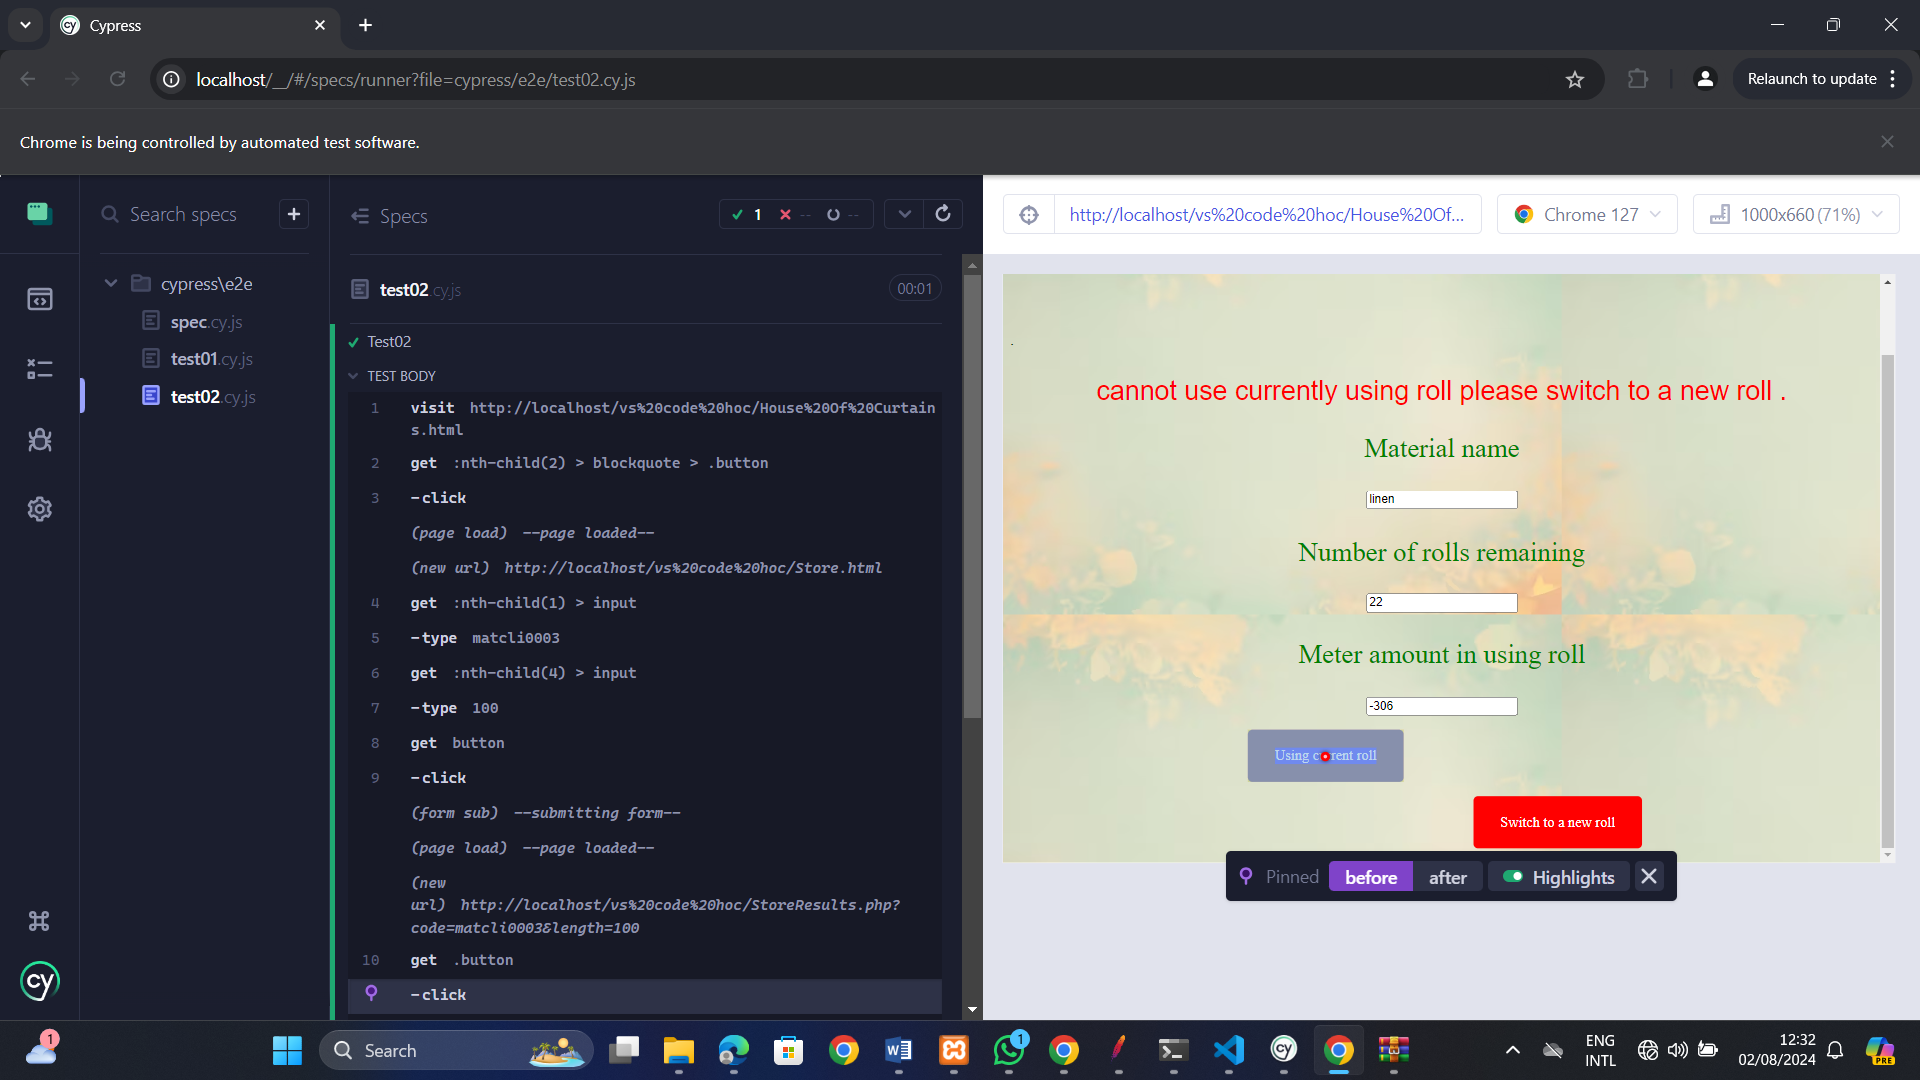 Cypress
localhost/__/#/specs/runner?file=cypress/e2e/test02.cy.js
Relaunch to update
Chrome is being controlled by automated test software.
Search specs
+
cypress\e2e
spec.cy.js
test01.cy.js
test02.cy.js
cy
Specs
1 -- --
test02.cy.js
00:01
Test02
TEST BODY
1 visit http://localhost/vs%20code%20hoc/House%20Of%20Curtain
s.html
2 get :nth-child(2) > blockquote > .button
3 -click
(page load) --page loaded--
(new url) http://localhost/vs%20code%20hoc/Store.html
4 get :nth-child(1) > input
5 -type matcli0003
6 get :nth-child(4) > input
7 -type 100
8 get button
9 -click
(form sub) --submitting form--
(page load) --page loaded--
(new
url) http://localhost/vs%20code%20hoc/StoreResults.php?
code=matcli0003&length=100
10 get .button
-click
http://localhost/vs%20code%20hoc/House%20Of...
Chrome 127
1000x660 (71%)
.
cannot use currently using roll please switch to a new roll .
Material name
linen
Number of rolls remaining
22
Meter amount in using roll
-306
Using current roll
Switch to a new roll
Pinned before after Highlights
1
Search
1
ENG
INTL
12:32
02/08/2024
PRE